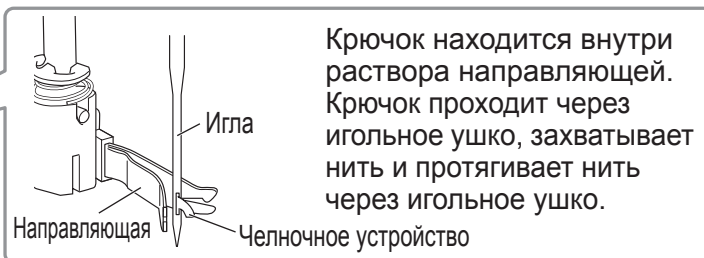 Крючок находится внутри
раствора направляющей.
Крючок проходит через
игольное ушко, захватывает
нить и протягивает нить
через игольное ушко.
Игла
Направляющая
Челночное устройство